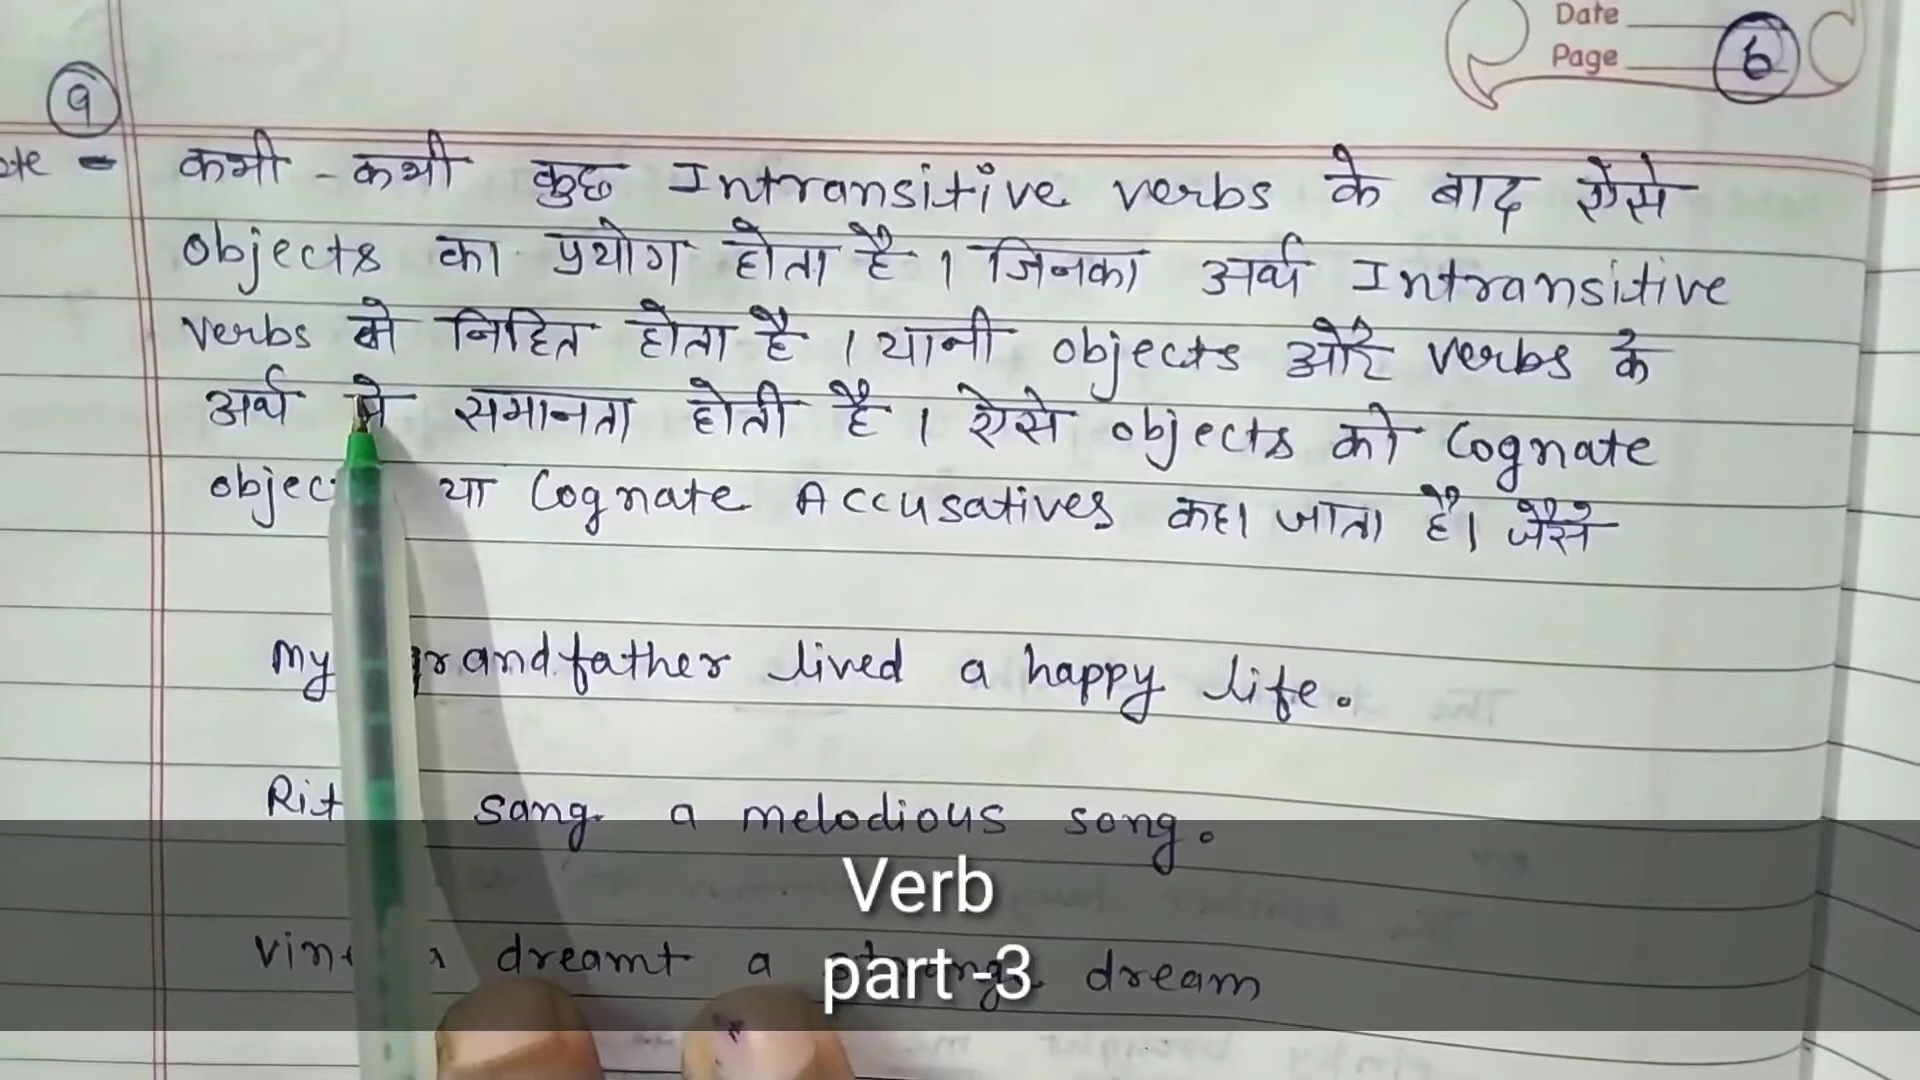 Date
Page 6
9
कभी - कभी कुछ Intransitive verbs के बाद ऐसे
objects का प्रयोग होता है । जिनका अर्थ Intransitive
verbs मे निहित होता है । यानी objects और verbs के
अर्थ मे समानता होती है । ऐसे objects को Cognate
objec या Cognate Accusatives कहा जाता है। जैसे
My grandfather lived a happy life.
Rit sang a melodious song.
Verb
dreamt a dream
part -3